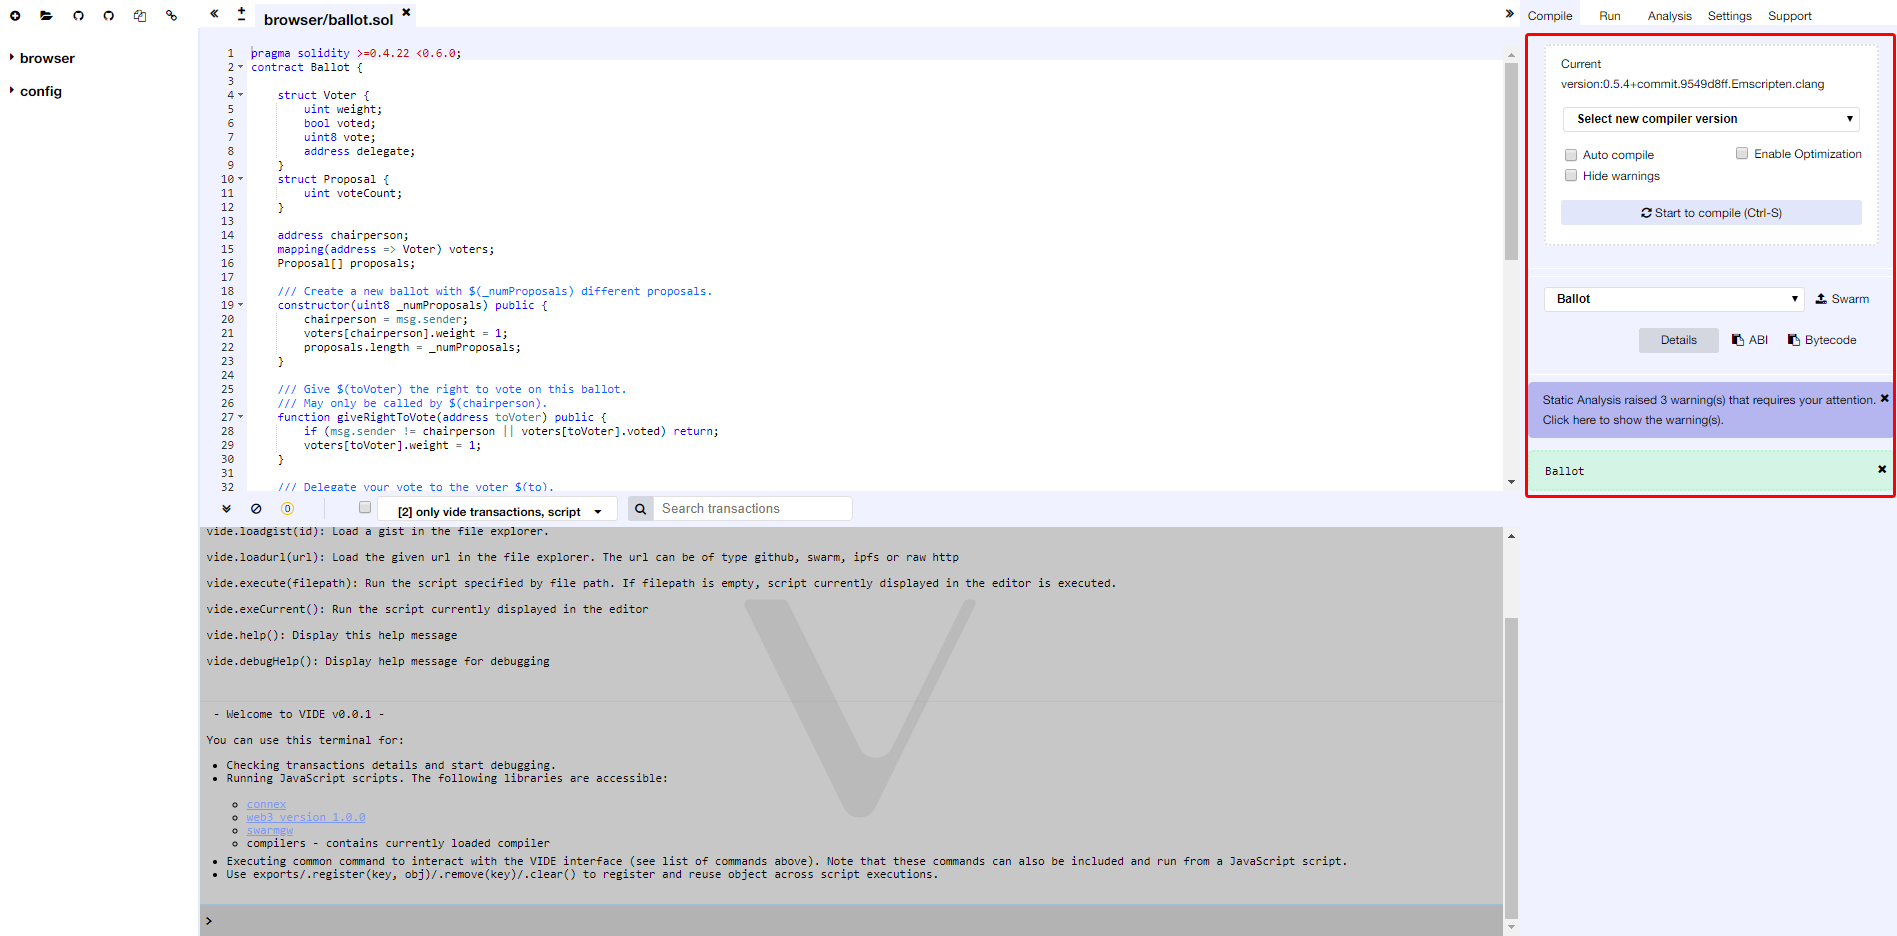 browser
config
browser/ballot.sol
1 pragma solidity >=0.4.22 <0.6.0;
2 contract Ballot {
3
4 struct Voter {
5 uint weight;
6 bool voted;
7 uint8 vote;
8 address delegate;
9 }
10 struct Proposal {
11 uint voteCount;
12 }
13
14 address chairperson;
15 mapping(address => Voter) voters;
16 Proposal[] proposals;
17
18 /// Create a new ballot with $(_numProposals) different proposals.
19 constructor(uint8 _numProposals) public {
20 chairperson = msg.sender;
21 voters[chairperson].weight = 1;
22 proposals.length = _numProposals;
23 }
24
25 /// Give $(toVoter) the right to vote on this ballot.
26 /// May only be called by $(chairperson).
27 function giveRightToVote(address toVoter) public {
28 if (msg.sender != chairperson || voters[toVoter].voted) return;
29 voters[toVoter].weight = 1;
30 }
31
32 /// Delegate your vote to the voter $(to).
0
[2] only vide transactions, script
Search transactions
vide.loadgist(id): Load a gist in the file explorer.
vide.loadurl(url): Load the given url in the file explorer. The url can be of type github, swarm, ipfs or raw http
vide.execute(filepath): Run the script specified by file path. If filepath is empty, script currently displayed in the editor is executed.
vide.exeCurrent(): Run the script currently displayed in the editor
vide.help(): Display this help message
vide.debugHelp(): Display help message for debugging
- Welcome to VIDE v0.0.1 -
You can use this terminal for:
• Checking transactions details and start debugging.
• Running JavaScript scripts. The following libraries are accessible:
connex
web3 version 1.0.0
swarmgw
compilers - contains currently loaded compiler
• Executing common command to interact with the VIDE interface (see list of commands above). Note that these commands can also be included and run from a JavaScript script.
• Use exports/.register(key, obj)/.remove(key)/.clear() to register and reuse object across script executions.
>
Compile Run Analysis Settings Support
Current
version:0.5.4+commit.9549d8ff.Emscripten.clang
Select new compiler version
Auto compile Enable Optimization
Hide warnings
Start to compile (Ctrl-S)
Ballot Swarm
Details ABI Bytecode
Static Analysis raised 3 warning(s) that requires your attention.
Click here to show the warning(s).
Ballot